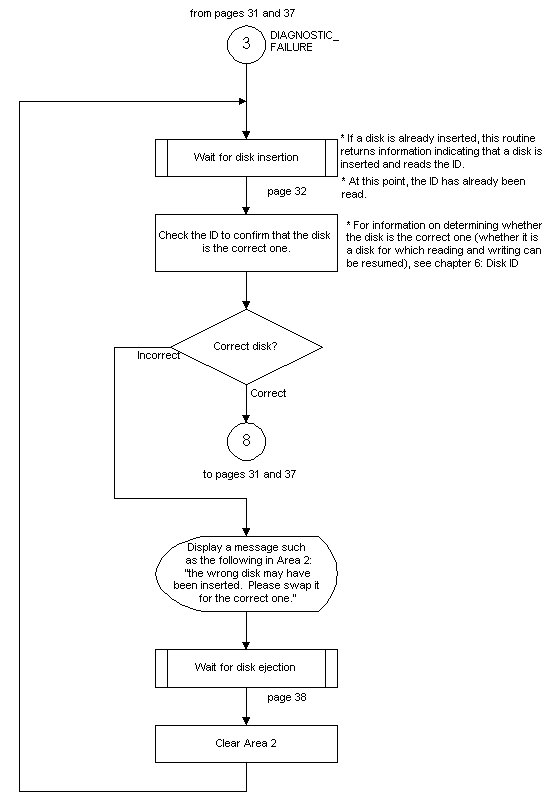 from pages 31 and 37
3
DIAGNOSTIC_
FAILURE
Wait for disk insertion
* If a disk is already inserted, this routine
returns information indicating that a disk is
inserted and reads the ID.
* At this point, the ID has already been
read.
page 32
Check the ID to confirm that the disk
is the correct one.
* For information on determining whether
the disk is the correct one (whether it is
a disk for which reading and writing can
be resumed), see chapter 6: Disk ID
Correct disk?
Incorrect
Correct
8
to pages 31 and 37
Display a message such
as the following in Area 2:
"the wrong disk may have
been inserted. Please swap it
for the correct one."
Wait for disk ejection
page 38
Clear Area 2